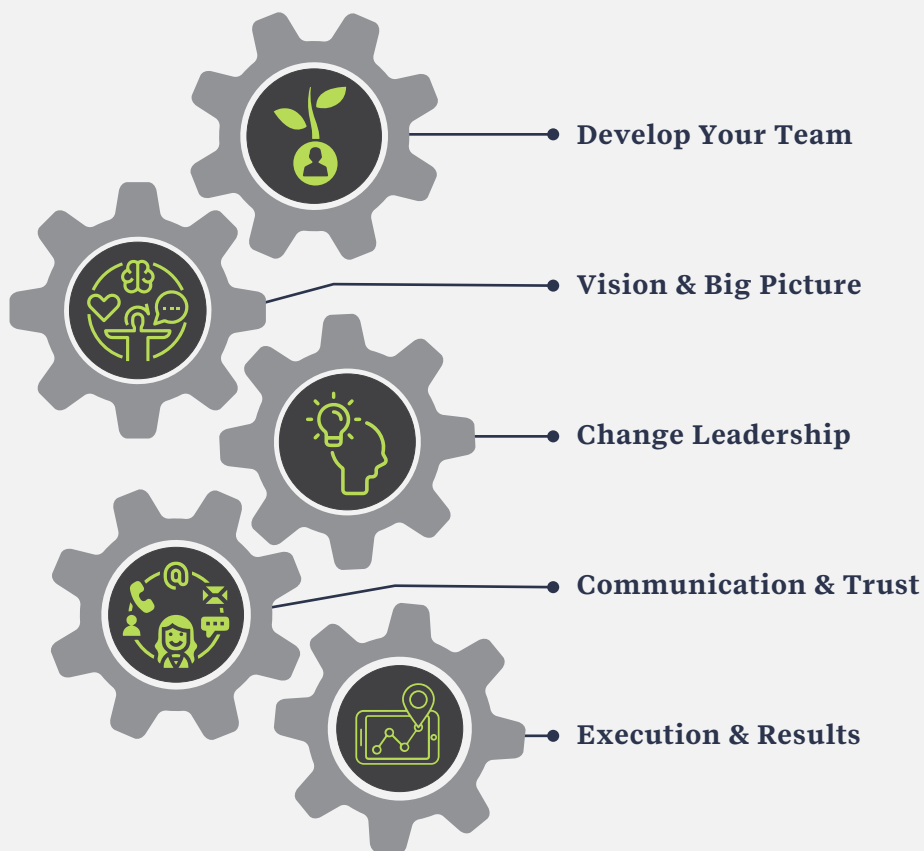 Develop Your Team
Vision & Big Picture
Change Leadership
Communication & Trust
Execution & Results